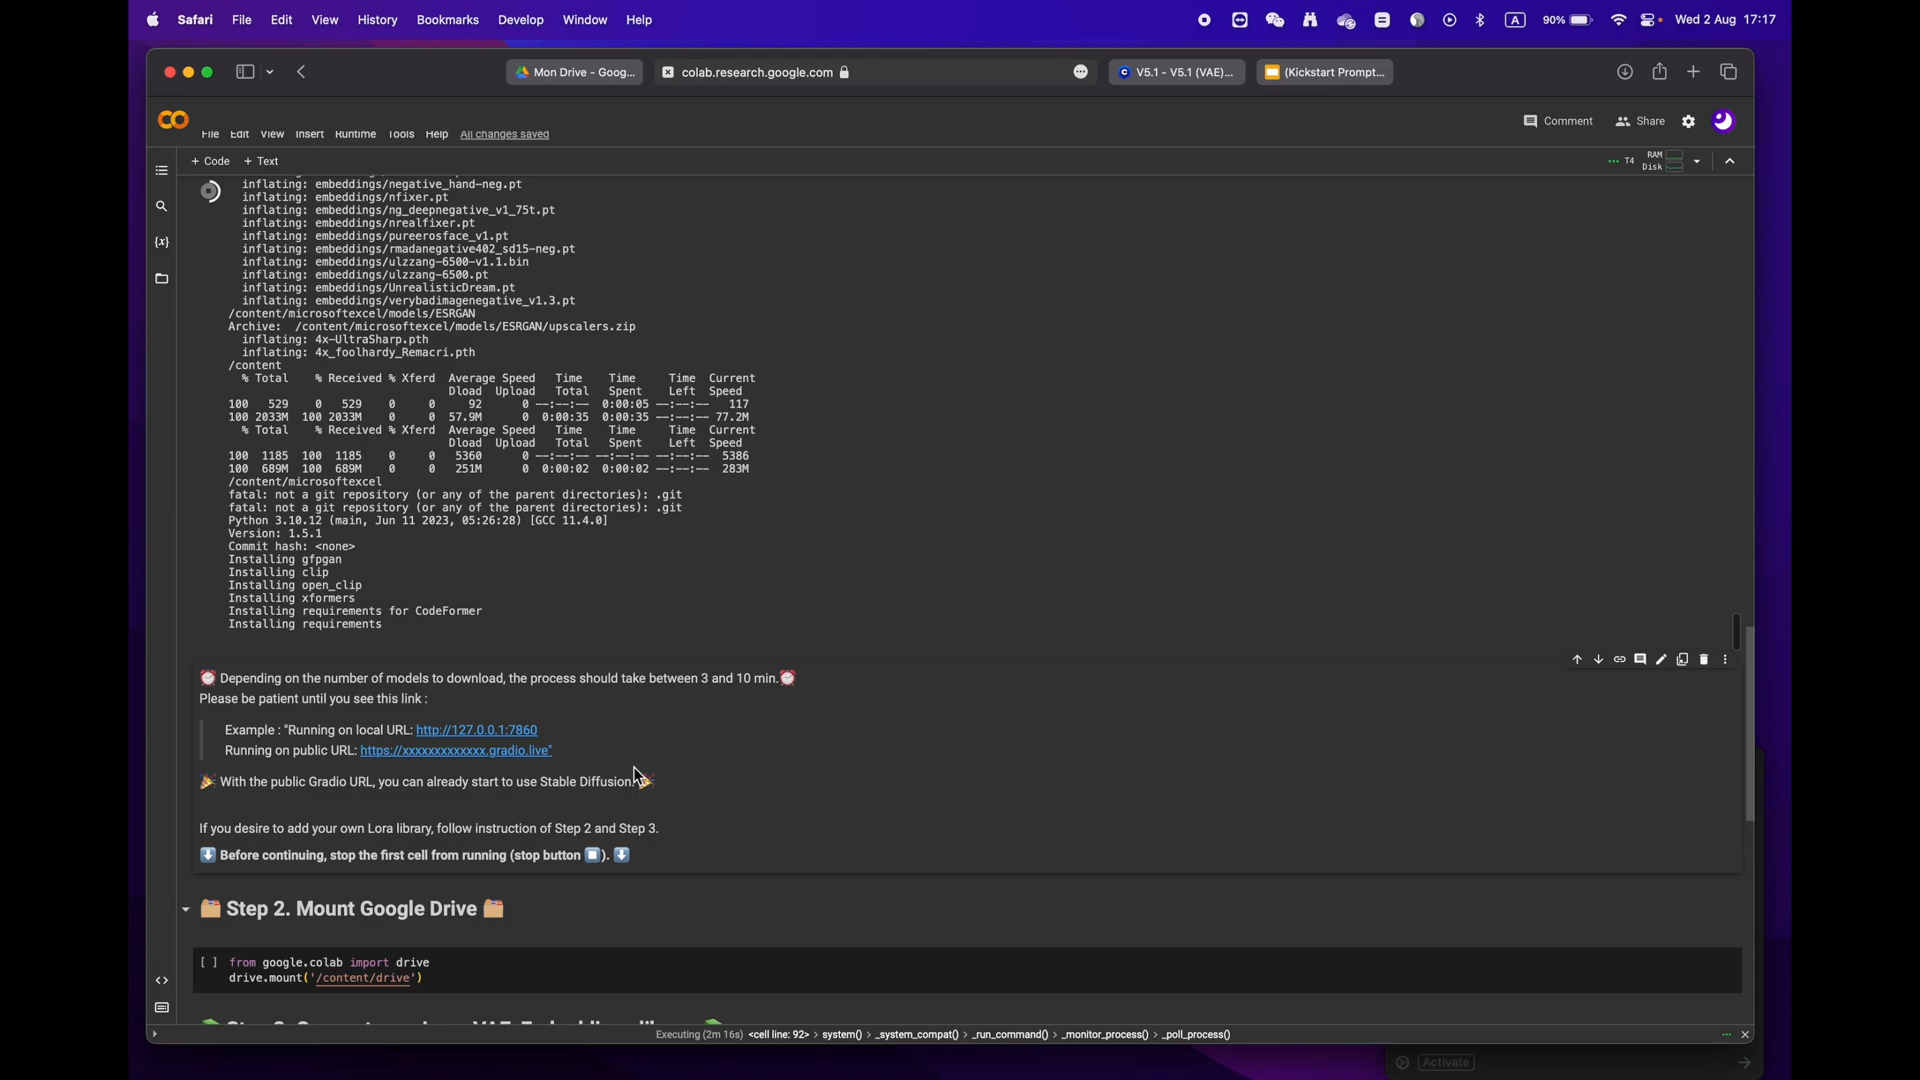 Safari File Edit View History Bookmarks Develop Window Help A 90% Wed 2 Aug 17:17
Mon Drive - Goog... colab.research.google.com V5.1 - V5.1 (VAE)... (Kickstart Prompt...
File Edit View Insert Runtime Tools Help All changes saved Comment Share
+ Code + Text T4 RAM Disk
inflating: embeddings/negative_hand-neg.pt
inflating: embeddings/nfixer.pt
inflating: embeddings/ng_deepnegative_v1_75t.pt
inflating: embeddings/nrealfixer.pt
inflating: embeddings/pureerosface_v1.pt
inflating: embeddings/rmadanegative402_sd15-neg.pt
inflating: embeddings/ulzzang-6500-v1.1.bin
inflating: embeddings/ulzzang-6500.pt
inflating: embeddings/UnrealisticDream.pt
inflating: embeddings/verybadimagenegative_v1.3.pt
/content/microsoftexcel/models/ESRGAN
Archive: /content/microsoftexcel/models/ESRGAN/upscalers.zip
inflating: 4x-UltraSharp.pth
inflating: 4x_foolhardy_Remacri.pth
/content
% Total % Received % Xferd Average Speed Time Time Time Current
Dload Upload Total Spent Left Speed
100 529 0 529 0 0 92 0 --:--:-- 0:00:05 --:--:-- 117
100 2033M 100 2033M 0 0 57.9M 0 0:00:35 0:00:35 --:--:-- 77.2M
% Total % Received % Xferd Average Speed Time Time Time Current
Dload Upload Total Spent Left Speed
100 1185 100 1185 0 0 5360 0 --:--:-- --:--:-- --:--:-- 5386
100 689M 100 689M 0 0 251M 0 0:00:02 0:00:02 --:--:-- 283M
/content/microsoftexcel
fatal: not a git repository (or any of the parent directories): .git
fatal: not a git repository (or any of the parent directories): .git
Python 3.10.12 (main, Jun 11 2023, 05:26:28) [GCC 11.4.0]
Version: 1.5.1
Commit hash: <none>
Installing gfpgan
Installing clip
Installing open_clip
Installing xformers
Installing requirements for CodeFormer
Installing requirements
⏰ Depending on the number of models to download, the process should take between 3 and 10 min.⏰
Please be patient until you see this link :
Example : "Running on local URL: http://127.0.0.1:7860
Running on public URL: https://xxxxxxxxxxxxx.gradio.live"
🎉 With the public Gradio URL, you can already start to use Stable Diffusion. 🎉
If you desire to add your own Lora library, follow instruction of Step 2 and Step 3.
⬇️ Before continuing, stop the first cell from running (stop button ⏹️). ⬇️
🗂️ Step 2. Mount Google Drive 🗂️
[ ] from google.colab import drive
drive.mount('/content/drive')
Executing (2m 16s) <cell line: 92> > system() > _system_compat() > _run_command() > _monitor_process() > _poll_process()
Activate